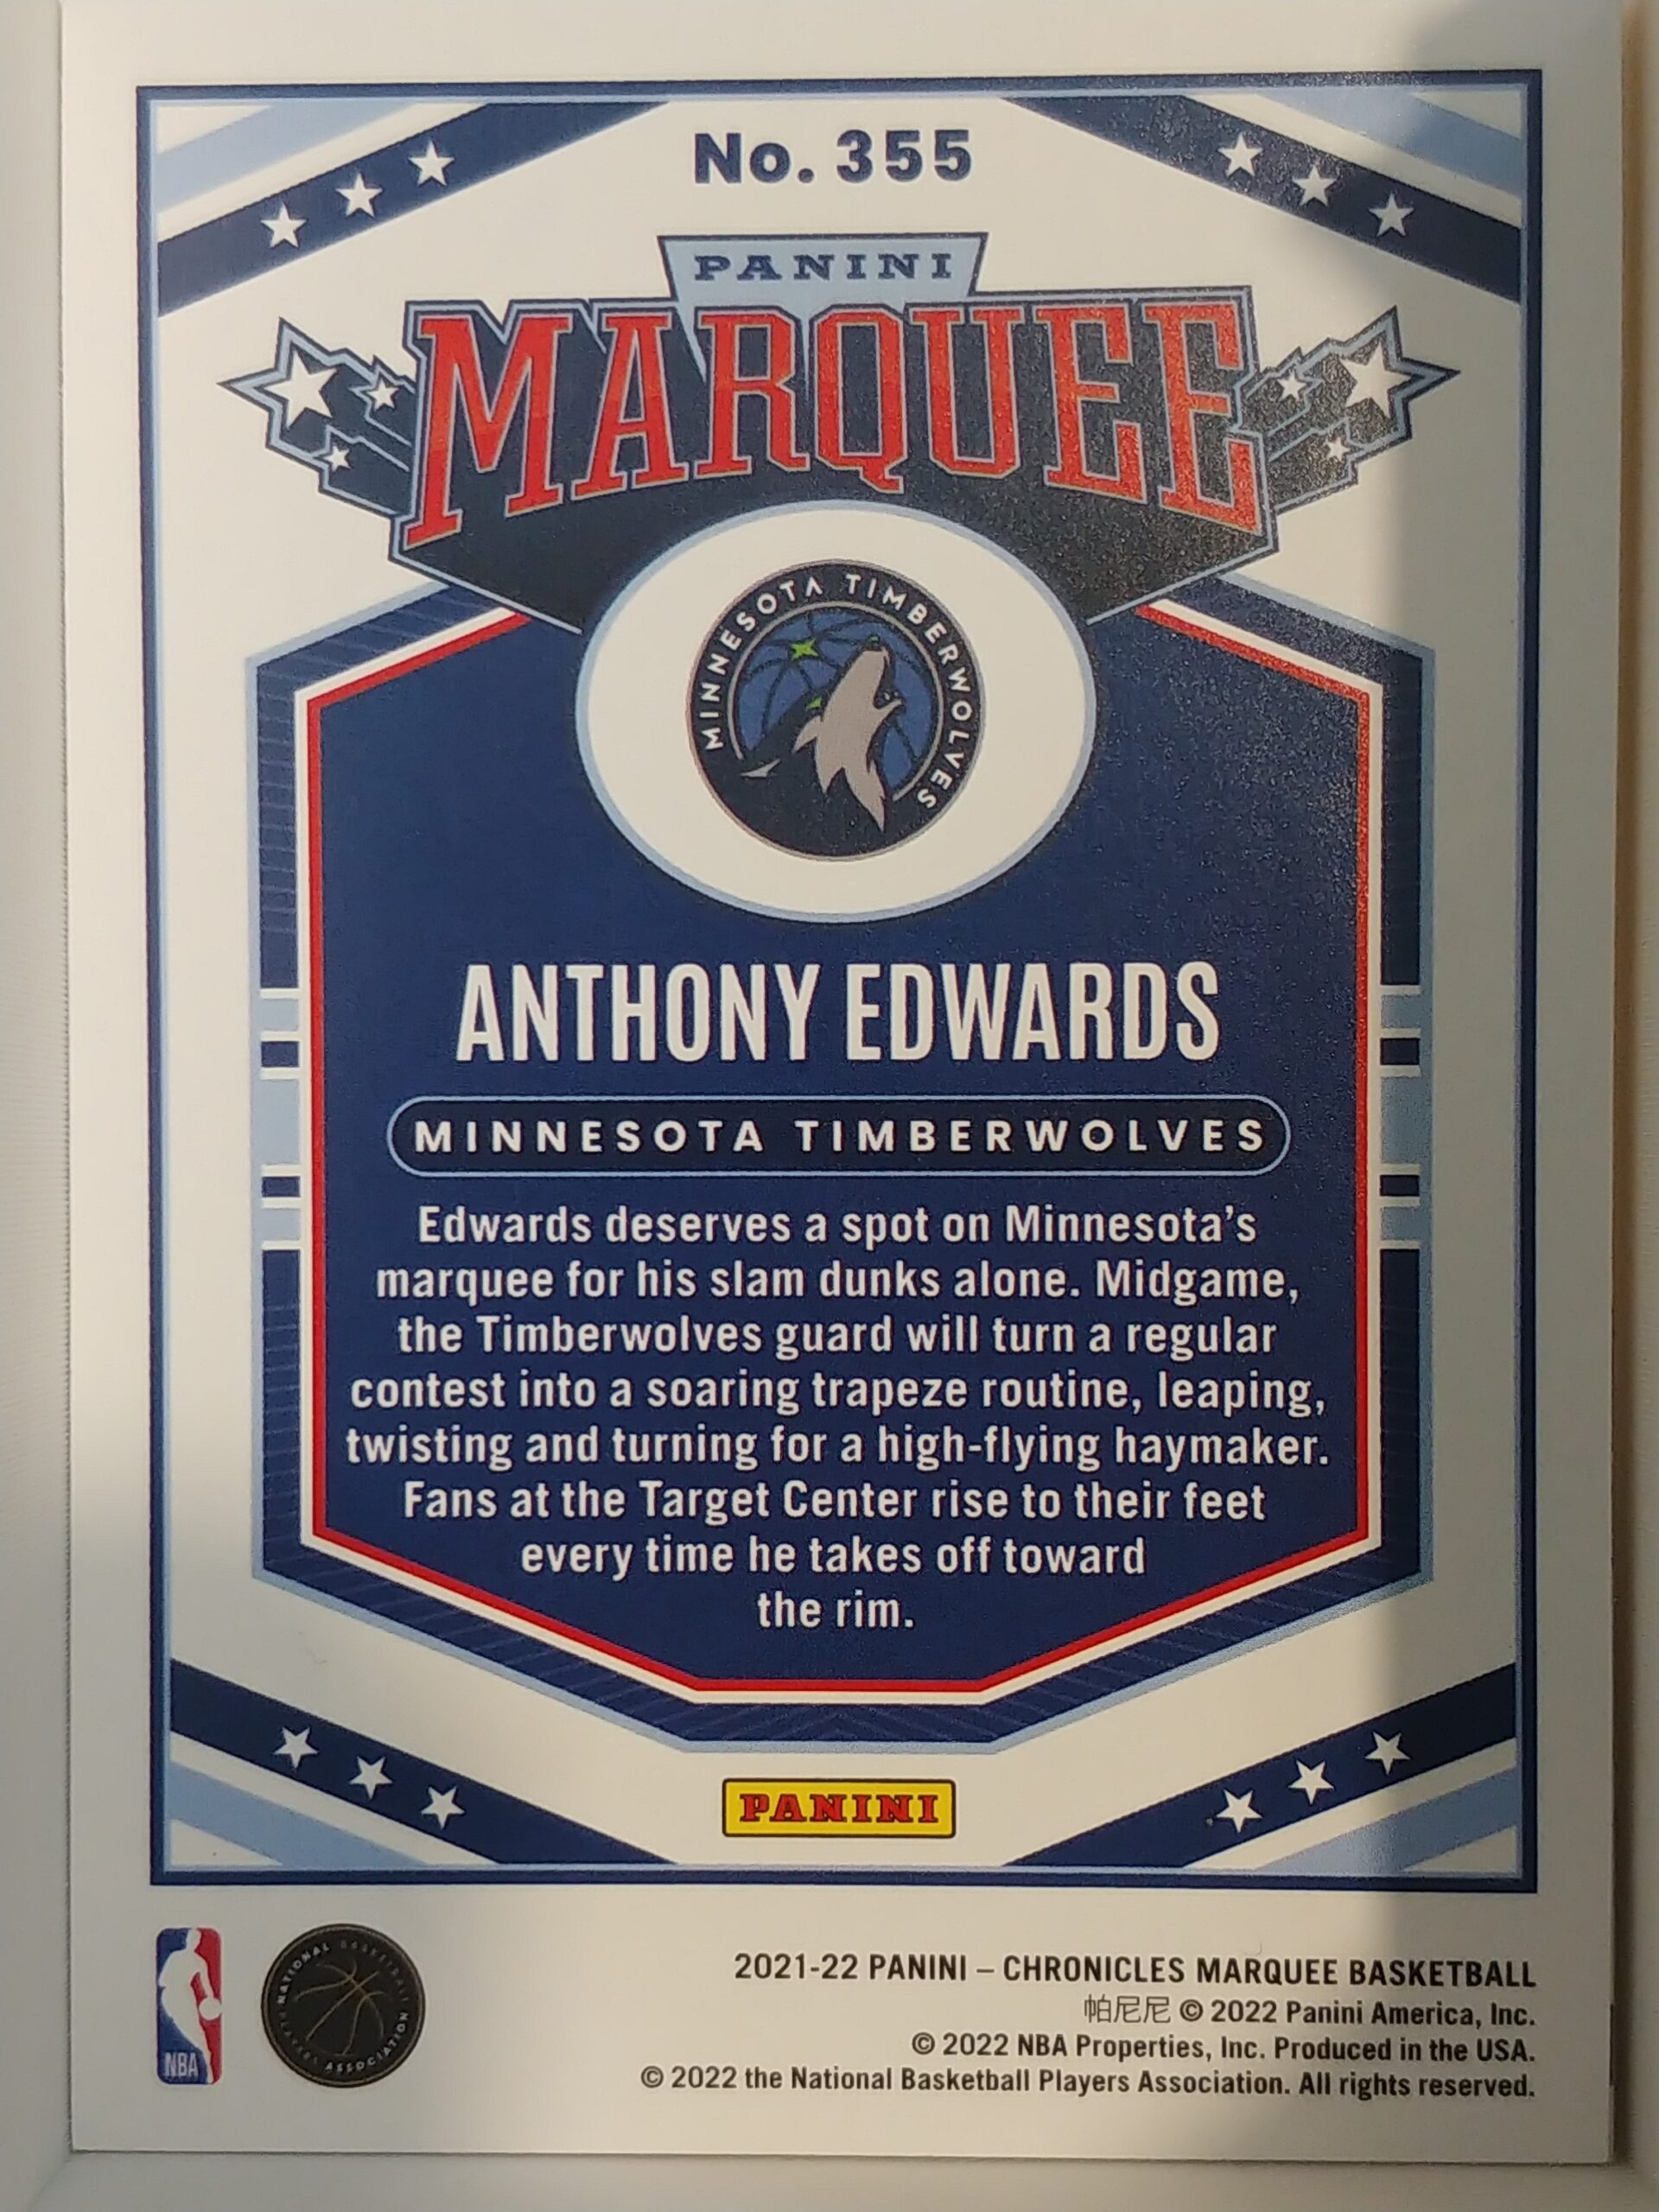 No. 355
PANINI
MARQUEE
MINNESOTA TIMBERWOLVES
ANTHONY EDWARDS
MINNESOTA TIMBERWOLVES
Edwards deserves a spot on Minnesota's
marquee for his slam dunks alone. Midgame,
the Timberwolves guard will turn a regular
contest into a soaring trapeze routine, leaping,
twisting and turning for a high-flying haymaker.
Fans at the Target Center rise to their feet
every time he takes off toward
the rim.
PANINI
NBA
NATIONAL BASKETBALL
PLAYERS ASSOCIATION
2021-22 PANINI – CHRONICLES MARQUEE BASKETBALL
帕尼尼 © 2022 Panini America, Inc.
© 2022 NBA Properties, Inc. Produced in the USA.
© 2022 the National Basketball Players Association. All rights reserved.